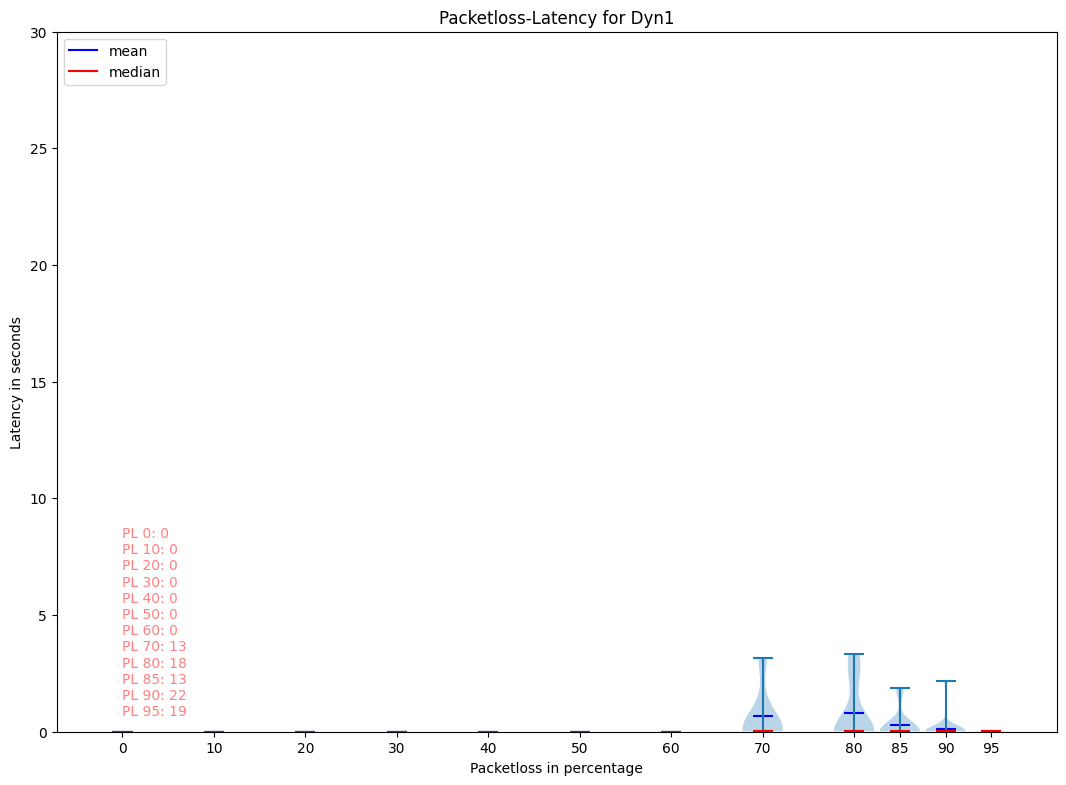 Packetloss-Latency for Dyn1
mean
median
30
25
20
15
10
5
0
Latency in seconds
PL 0: 0
PL 10: 0
PL 20: 0
PL 30: 0
PL 40: 0
PL 50: 0
PL 60: 0
PL 70: 13
PL 80: 18
PL 85: 13
PL 90: 22
PL 95: 19
0 10 20 30 40 50 60 70 80 85 90 95
Packetloss in percentage